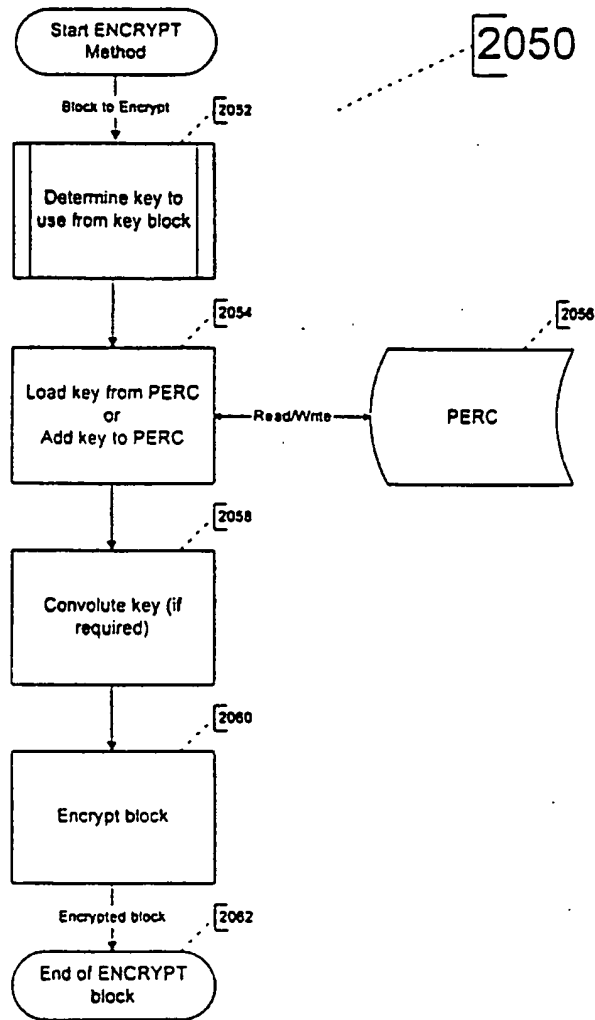 Start ENCRYPT
Method
2050
Block to Encrypt
2052
Determine key to
use from key block
2054
2056
Load key from PERC
or
Add key to PERC
Read/Write
PERC
2058
Convolute key (if
required)
2060
Encrypt block
Encrypted block
2062
End of ENCRYPT
block